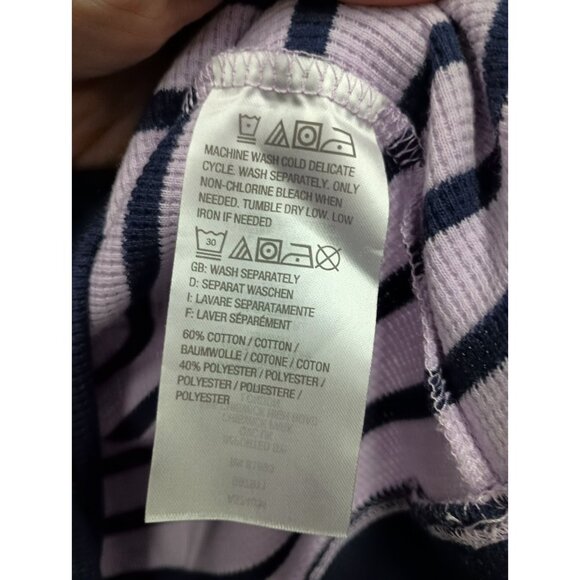 MACHINE WASH COLD DELICATE
CYCLE. WASH SEPARATELY. ONLY
NON-CHLORINE BLEACH WHEN
NEEDED. TUMBLE DRY LOW. LOW
IRON IF NEEDED
30
GB: WASH SEPARATELY
D: SEPARAT WASCHEN
I: LAVARE SEPARATAMENTE
F: LAVER SÉPARÉMENT
60% COTTON / COTTON /
BAUMWOLLE / COTONE / COTON
40% POLYESTER / POLYESTER /
POLYESTER / POLIESTERE /
POLYESTER